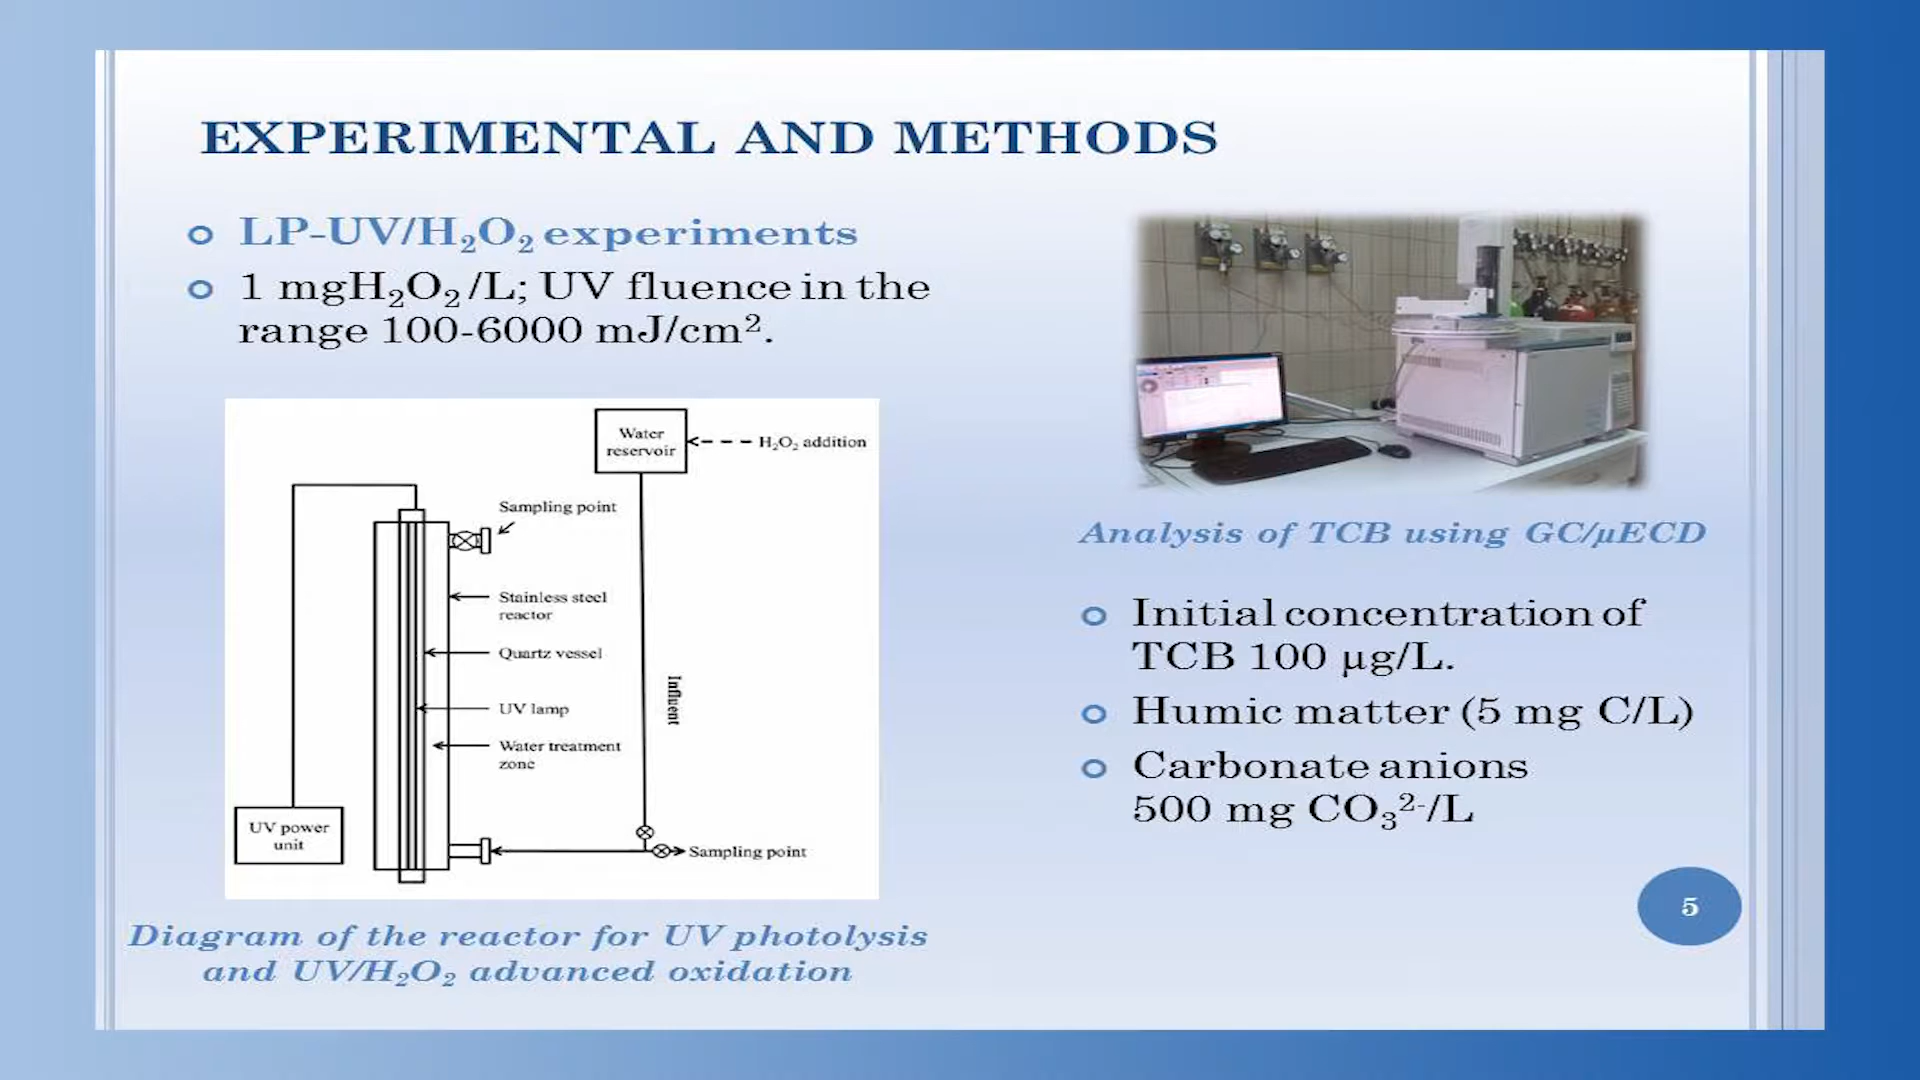 EXPERIMENTAL AND METHODS
LP-UV/H₂O₂ experiments
1 mgH₂O₂/L; UV fluence in the
range 100-6000 mJ/cm².
Water
reservoir
H₂O₂ addition
Sampling point
Stainless steel
reactor
Quartz vessel
UV lamp
Water treatment
zone
Influent
UV power
unit
Sampling point
Diagram of the reactor for UV photolysis
and UV/H₂O₂ advanced oxidation
Analysis of TCB using GC/μECD
Initial concentration of
TCB 100 μg/L.
Humic matter (5 mg C/L)
Carbonate anions
500 mg CO₃²⁻/L
5